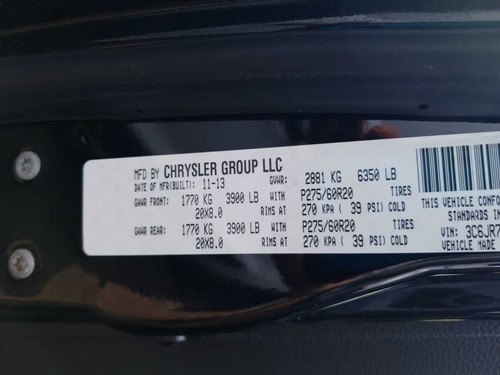 MFD BY CHRYSLER GROUP LLC
DATE OF MFR(BUILT): 11-13 GVWR: 2881 KG 6350 LB
GAWR FRONT: 1770 KG 3900 LB WITH P275/60R20 TIRES
20X8.0 RIMS AT 270 KPA ( 39 PSI) COLD
GAWR REAR: 1770 KG 3900 LB WITH P275/60R20 TIRES
20X8.0 RIMS AT 270 KPA ( 39 PSI) COLD
THIS VEHICLE CONFO
STANDARDS IN
VIN: 3C6JR7
VEHICLE MADE